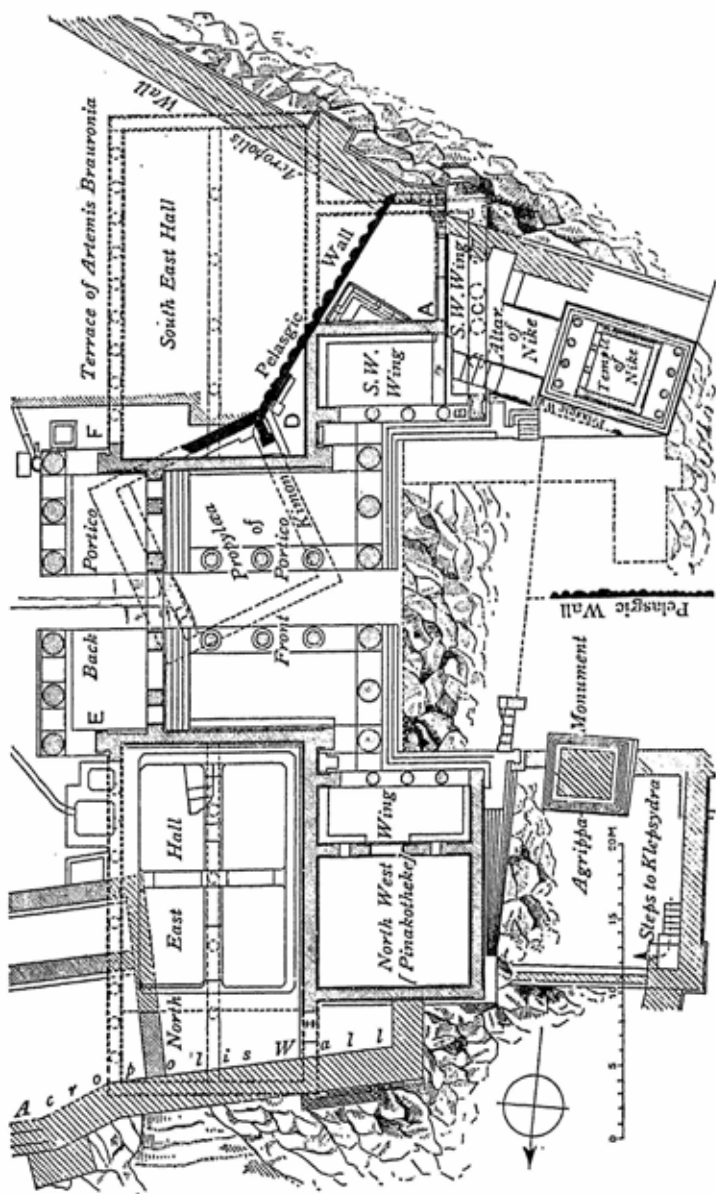 Acropolis Wall
Terrace of Artemis Brauronia
South East Hall
Pelasgic Wall
F
D
A
S.W. Wing
S.W. Wing
B
Altar of Nike
Temple of Nike
Pelasgic W.
Portico
Back
E
Propylea of Kimon
Portico
Front
Pelasgic Wall
North East Hall
North West Wing
(Pinakotheke)
Agrippa Monument
Steps to Klepsydra
Acropolis Wall
0 5 10 15 20M